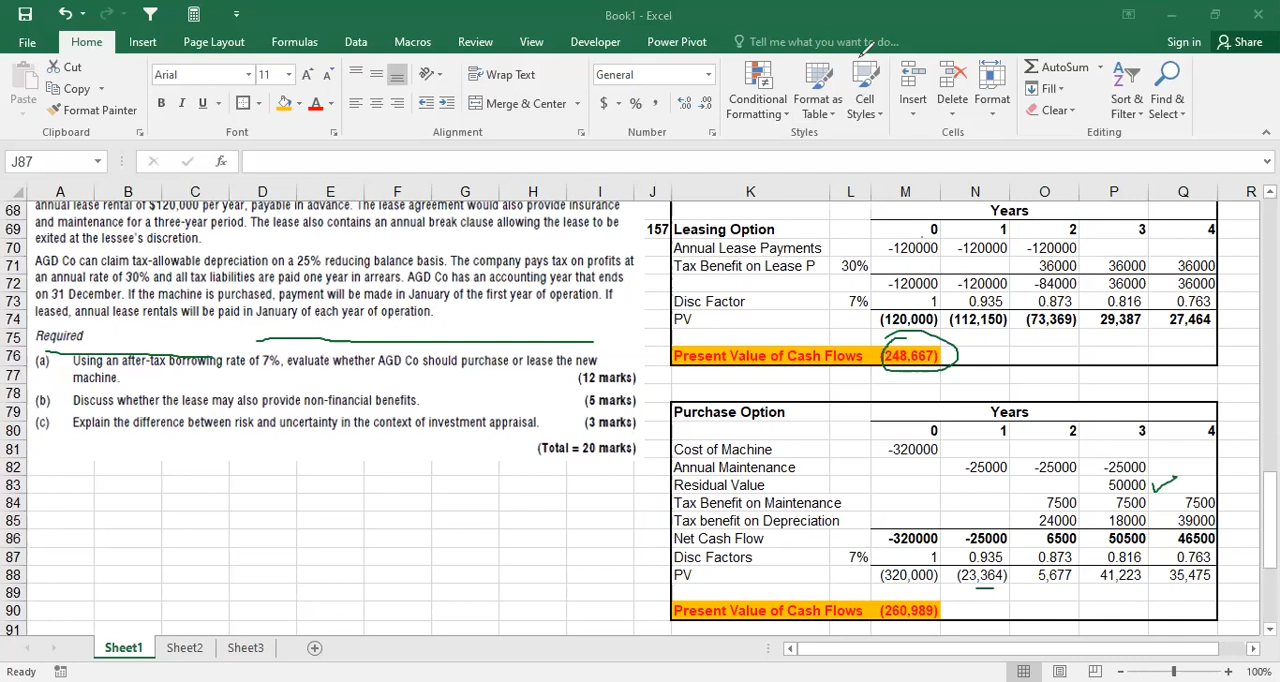 Book1 - Excel
File Home Insert Page Layout Formulas Data Macros Review View Developer Power Pivot Tell me what you want to do... Sign in Share
Paste Cut Copy Format Painter
Clipboard
Arial 11 A A
B I U A
Font
Wrap Text
Merge & Center
Alignment
General
$ % ,
Number
Conditional Formatting Format as Table Cell Styles
Styles
Insert Delete Format
Cells
AutoSum Fill Clear Sort & Filter Find & Select
Editing
J87 fx
A B C D E F G H I J K L M N O P Q R
68 annual lease rental of $120,000 per year, payable in advance. The lease agreement would also provide insurance
and maintenance for a three-year period. The lease also contains an annual break clause allowing the lease to be
exited at the lessee's discretion.
AGD Co can claim tax-allowable depreciation on a 25% reducing balance basis. The company pays tax on profits at
an annual rate of 30% and all tax liabilities are paid one year in arrears. AGD Co has an accounting year that ends
on 31 December. If the machine is purchased, payment will be made in January of the first year of operation. If
leased, annual lease rentals will be paid in January of each year of operation.
Required
(a) Using an after-tax borrowing rate of 7%, evaluate whether AGD Co should purchase or lease the new
machine. (12 marks)
(b) Discuss whether the lease may also provide non-financial benefits. (5 marks)
(c) Explain the difference between risk and uncertainty in the context of investment appraisal. (3 marks)
(Total = 20 marks)
Years
69 157 Leasing Option 0 1 2 3 4
70 Annual Lease Payments -120000 -120000 -120000
71 Tax Benefit on Lease P 30% 36000 36000 36000
72 -120000 -120000 -84000 36000 36000
73 Disc Factor 7% 1 0.935 0.873 0.816 0.763
74 PV (120,000) (112,150) (73,369) 29,387 27,464
75
76 Present Value of Cash Flows (248,667)
77
78
79 Purchase Option Years
80 0 1 2 3 4
81 Cost of Machine -320000
82 Annual Maintenance -25000 -25000 -25000
83 Residual Value 50000
84 Tax Benefit on Maintenance 7500 7500 7500
85 Tax benefit on Depreciation 24000 18000 39000
86 Net Cash Flow -320000 -25000 6500 50500 46500
87 Disc Factors 7% 1 0.935 0.873 0.816 0.763
88 PV (320,000) (23,364) 5,677 41,223 35,475
89
90 Present Value of Cash Flows (260,989)
91
Sheet1 Sheet2 Sheet3
Ready 100%